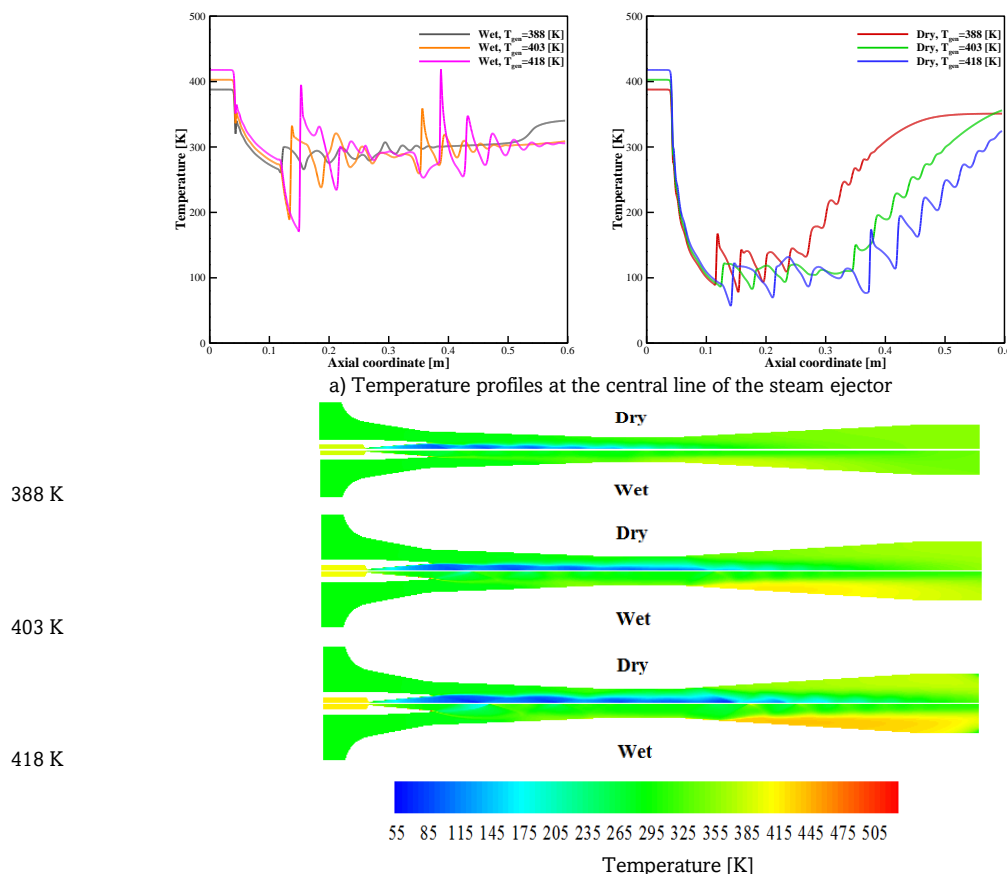 500
400
300
200
100
0
Temperature [K]
Wet, Tgen=388 [K]
Wet, Tgen=403 [K]
Wet, Tgen=418 [K]
0 0.1 0.2 0.3 0.4 0.5 0.6
Axial coordinate [m]
500
400
300
200
100
0
Temperature [K]
Dry, Tgen=388 [K]
Dry, Tgen=403 [K]
Dry, Tgen=418 [K]
0 0.1 0.2 0.3 0.4 0.5 0.6
Axial coordinate [m]
a) Temperature profiles at the central line of the steam ejector
Dry
388 K
Wet
Dry
403 K
Wet
Dry
418 K
Wet
55 85 115 145 175 205 235 265 295 325 355 385 415 445 475 505
Temperature [K]